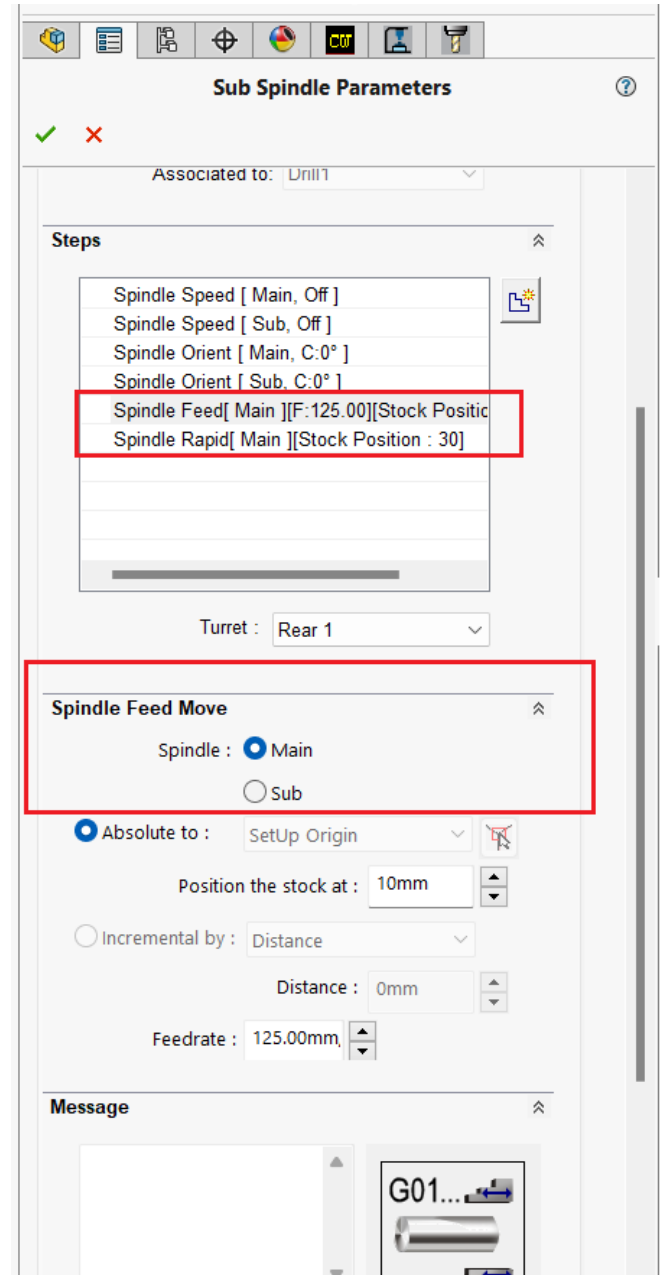 CW
Sub Spindle Parameters
Associated to: Drill1
Steps
Spindle Speed [ Main, Off ]
Spindle Speed [ Sub, Off ]
Spindle Orient [ Main, C:0° ]
Spindle Orient [ Sub, C:0° ]
Spindle Feed[ Main ][F:125.00][Stock Positic
Spindle Rapid[ Main ][Stock Position : 30]
Turret : Rear 1
Spindle Feed Move
Spindle : Main
Sub
Absolute to : SetUp Origin
Position the stock at : 10mm
Incremental by : Distance
Distance : 0mm
Feedrate : 125.00mm,
Message
G01...